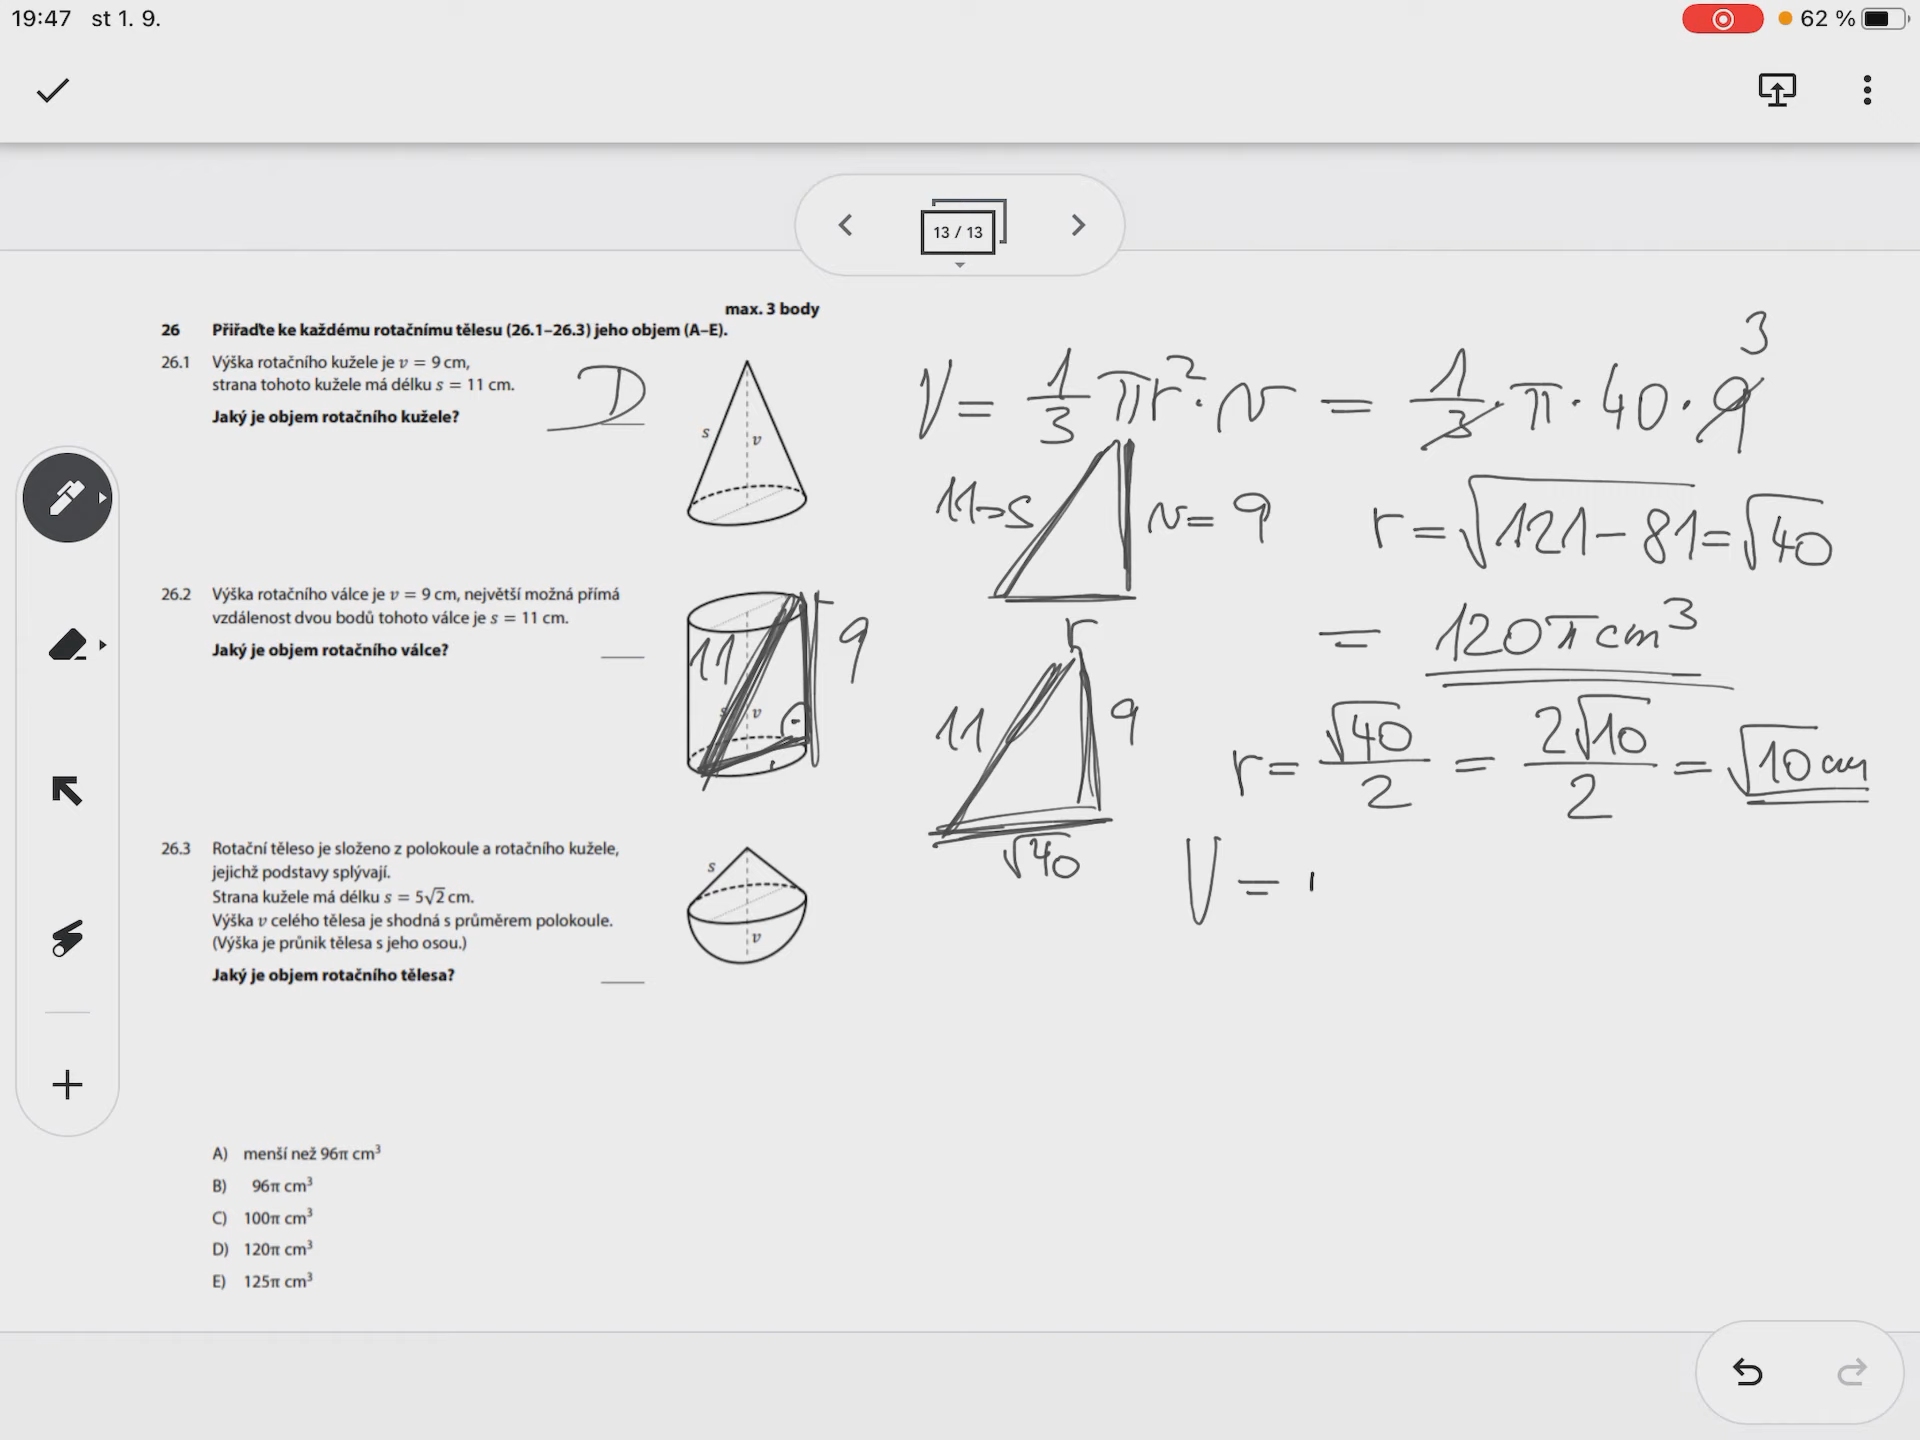 19:47 st 1. 9.
62 %
13 / 13
max. 3 body
26 Přiřaďte ke každému rotačnímu tělesu (26.1–26.3) jeho objem (A–E).
26.1 Výška rotačního kužele je v = 9 cm,
strana tohoto kužele má délku s = 11 cm.
Jaký je objem rotačního kužele?
D
s v
V = 1/3 πr²·v = 1/3·π·40·9
3
11=s
v=9
r=√121–81=√40
r
= 120π cm³
26.2 Výška rotačního válce je v = 9 cm, největší možná přímá
vzdálenost dvou bodů tohoto válce je s = 11 cm.
Jaký je objem rotačního válce?
11 9
s v
r
11 9
√40
r = √40/2 = 2√10/2 = √10 cm
V =
26.3 Rotační těleso je složeno z polokoule a rotačního kužele,
jejichž podstavy splývají.
Strana kužele má délku s = 5√2 cm.
Výška v celého tělesa je shodná s průměrem polokoule.
(Výška je průnik tělesa s jeho osou.)
Jaký je objem rotačního tělesa?
s
v
A) menší než 96π cm³
B) 96π cm³
C) 100π cm³
D) 120π cm³
E) 125π cm³